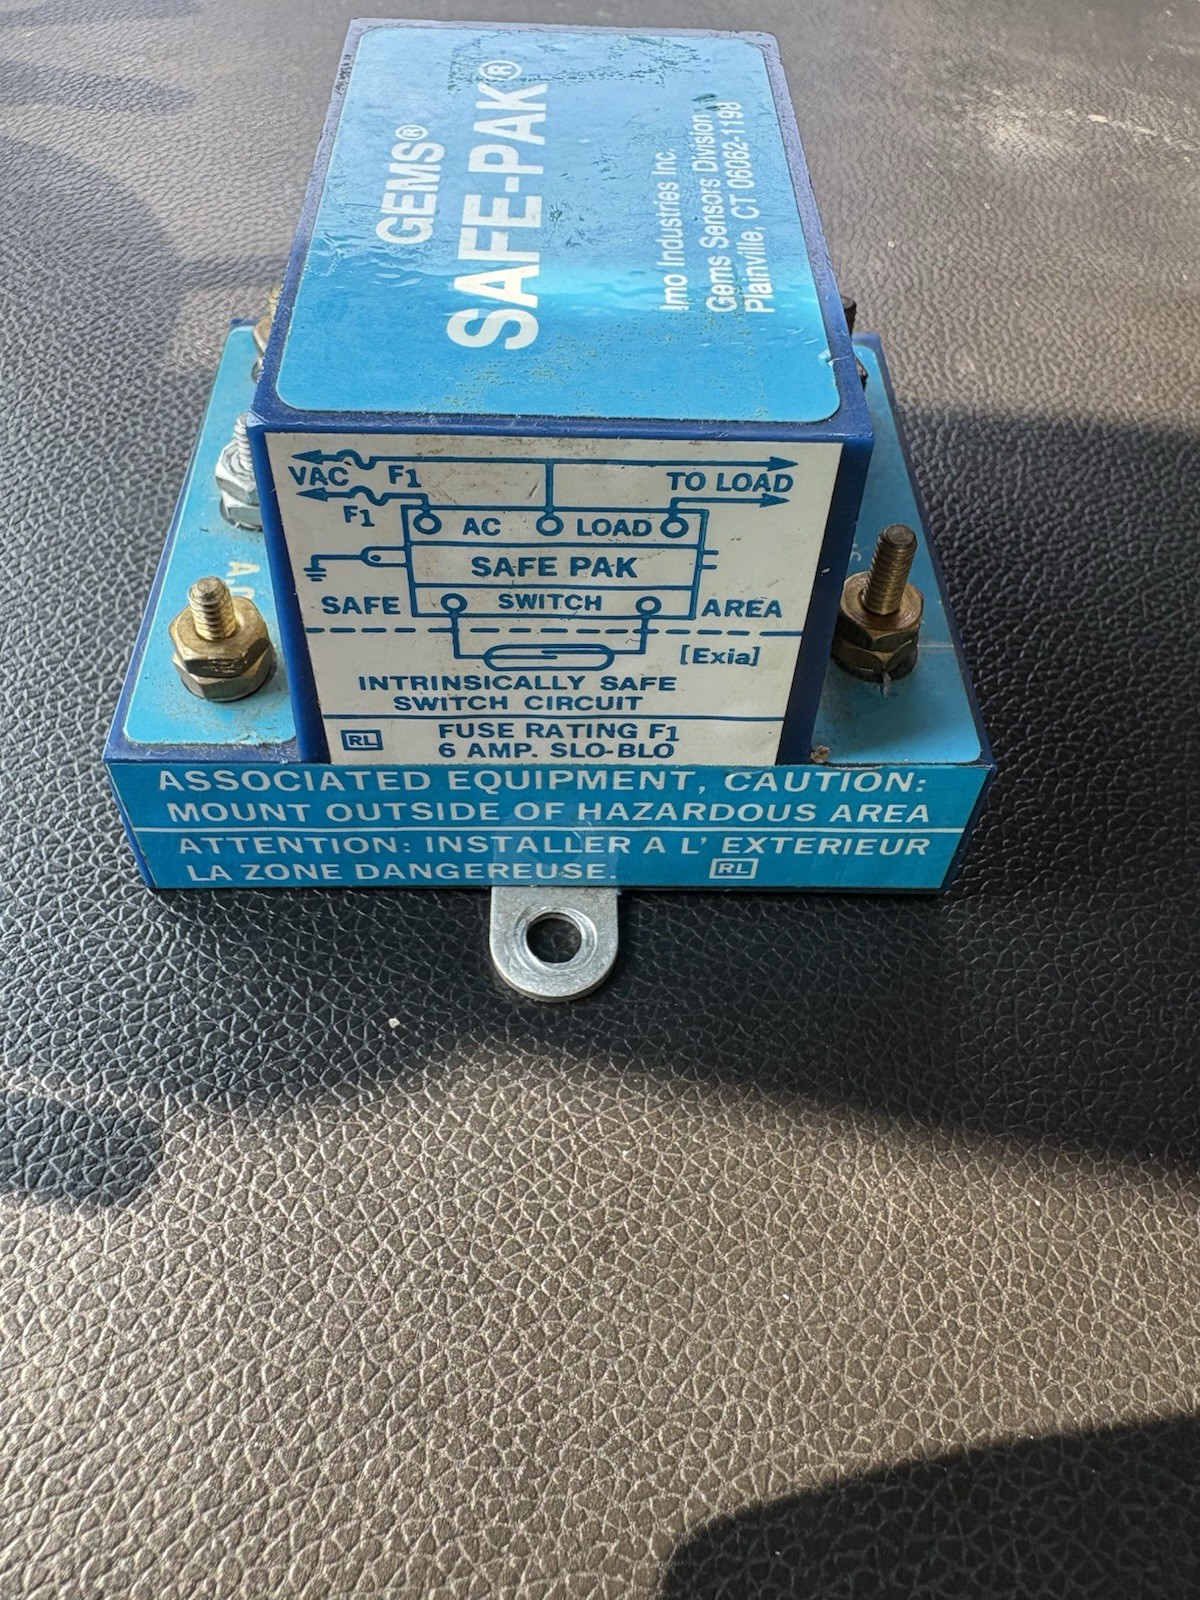 GEMS®
SAFE-PAK®
Imo Industries Inc.
Gems Sensors Division
Plainville, CT 06062-1198
VAC F1 TO LOAD
F1 AC LOAD
SAFE PAK
SAFE SWITCH AREA
[Exia]
INTRINSICALLY SAFE
SWITCH CIRCUIT
RL FUSE RATING F1
6 AMP. SLO-BLO
ASSOCIATED EQUIPMENT, CAUTION:
MOUNT OUTSIDE OF HAZARDOUS AREA
ATTENTION: INSTALLER A L' EXTERIEUR
LA ZONE DANGEREUSE. RL